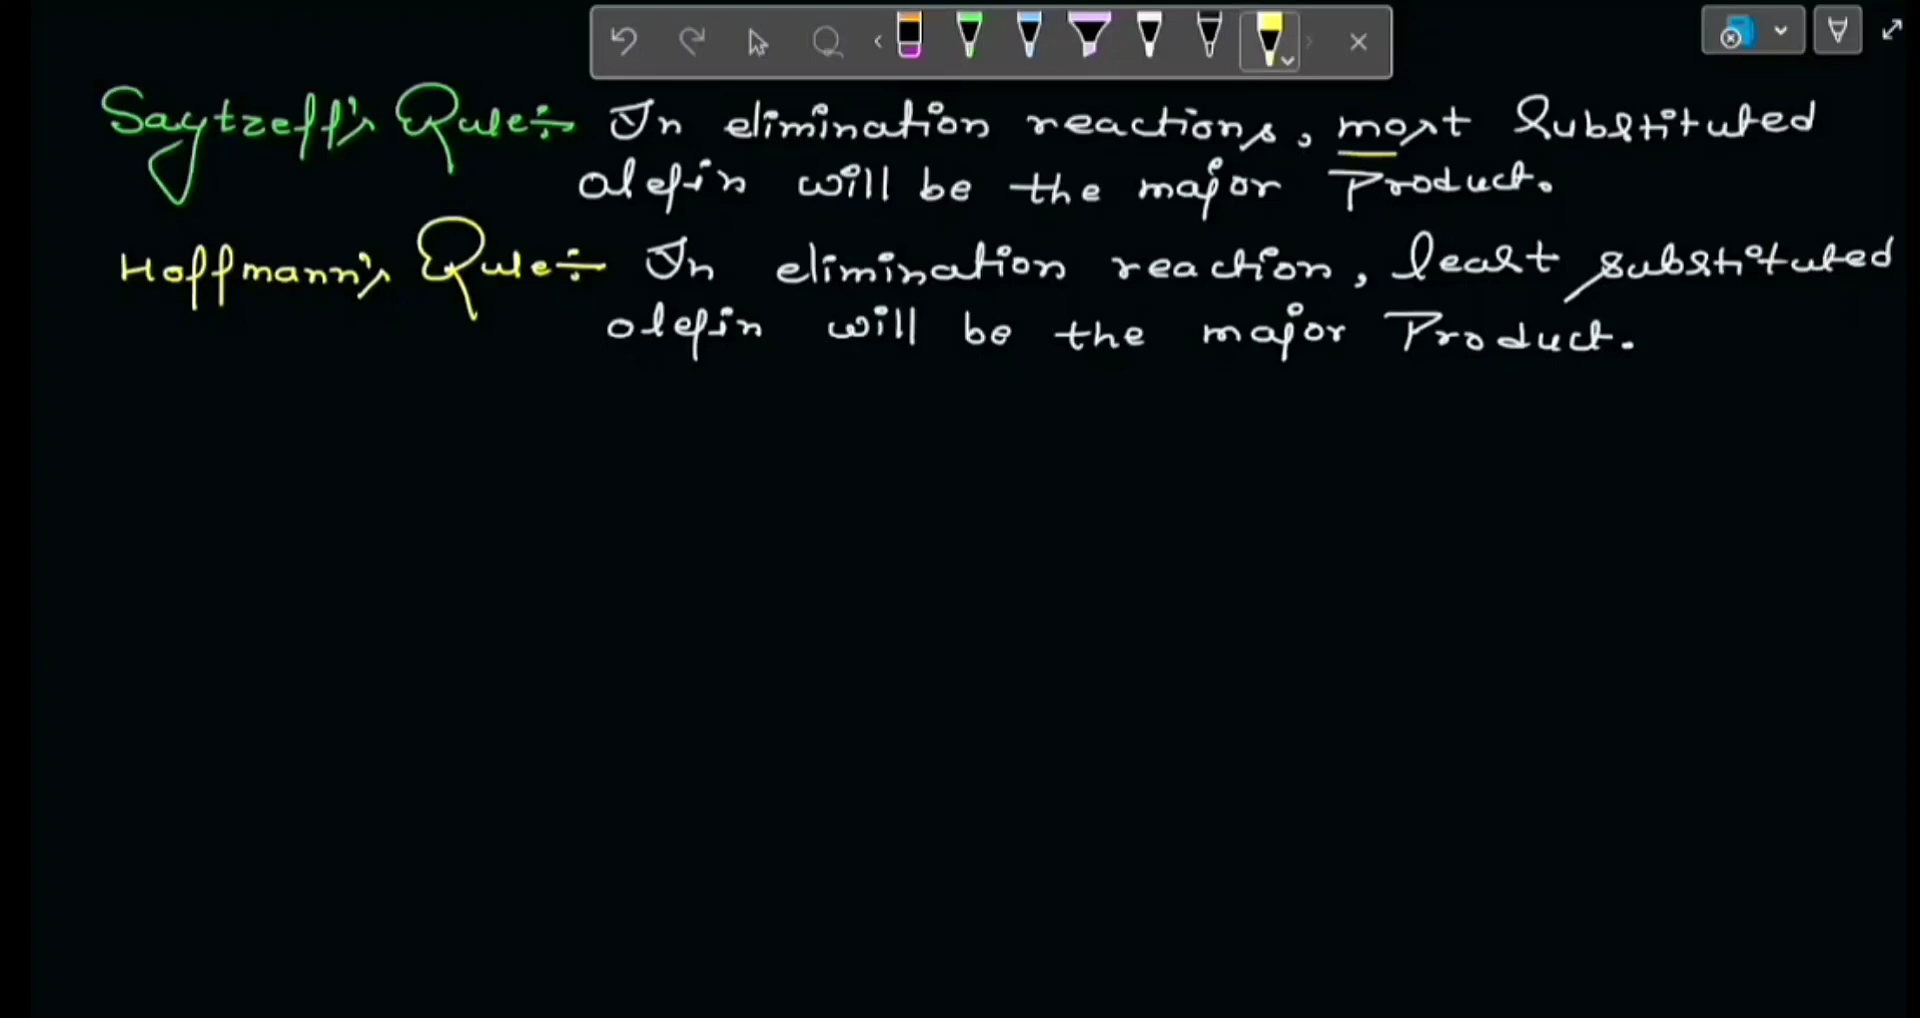 Saytzeff's Rule:- In elimination reactions, most Substituted
olefin will be the major Product.
Hoffmann's Rule:- In elimination reaction, least substituted
olefin will be the major Product.